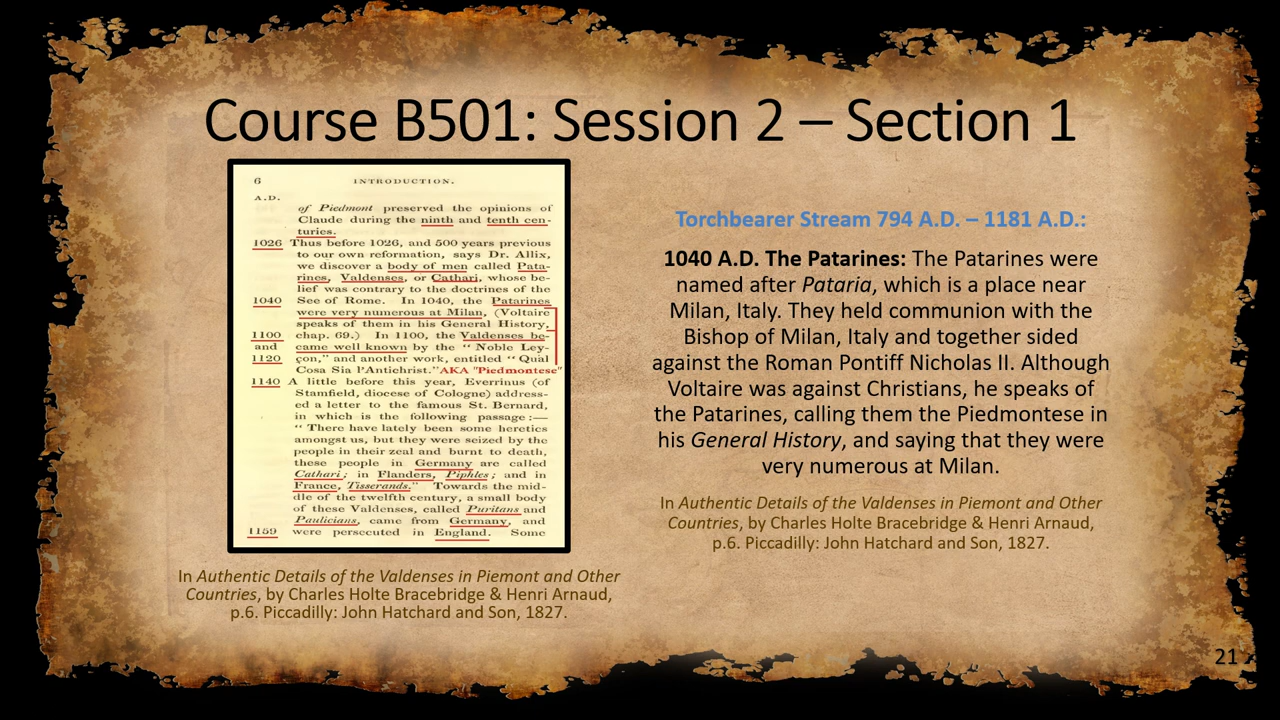 Course B501: Session 2 – Section 1
6 INTRODUCTION.
A.D.
of Piedmont preserved the opinions of
Claude during the ninth and tenth cen-
turies.
1026 Thus before 1026, and 500 years previous
to our own reformation, says Dr. Allix,
we discover a body of men called Pata-
rines, Valdenses, or Cathari, whose be-
lief was contrary to the doctrines of the
1040 See of Rome. In 1040, the Patarines
were very numerous at Milan, (Voltaire
speaks of them in his General History,
1100 chap. 69.) In 1100, the Valdenses be-
and came well known by the “ Noble Ley-
1120 çon,” and another work, entitled “ Qual
Cosa Sia l'Antichrist." AKA "Piedmontese"
1140 A little before this year, Everrinus (of
Stamfield, diocese of Cologne) address-
ed a letter to the famous St. Bernard,
in which is the following passage :—
“ There have lately been some heretics
amongst us, but they were seized by the
people in their zeal and burnt to death,
these people in Germany are called
Cathari ; in Flanders, Piphles ; and in
France, Tisserands.” Towards the mid-
dle of the twelfth century, a small body
of these Valdenses, called Puritans and
Paulicians, came from Germany, and
1159 were persecuted in England. Some
In Authentic Details of the Valdenses in Piemont and Other
Countries, by Charles Holte Bracebridge & Henri Arnaud,
p.6. Piccadilly: John Hatchard and Son, 1827.
Torchbearer Stream 794 A.D. – 1181 A.D.:
1040 A.D. The Patarines: The Patarines were
named after Pataria, which is a place near
Milan, Italy. They held communion with the
Bishop of Milan, Italy and together sided
against the Roman Pontiff Nicholas II. Although
Voltaire was against Christians, he speaks of
the Patarines, calling them the Piedmontese in
his General History, and saying that they were
very numerous at Milan.
In Authentic Details of the Valdenses in Piemont and Other
Countries, by Charles Holte Bracebridge & Henri Arnaud,
p.6. Piccadilly: John Hatchard and Son, 1827.
21